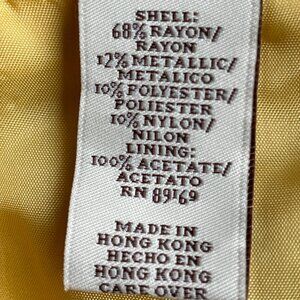 SHELL:
68% RAYON/
RAYON
12% METALLIC/
METALICO
10% POLYESTER/
POLIESTER
10% NYLON/
NILON
LINING:
100% ACETATE/
ACETATO
RN 89169
MADE IN
HONG KONG
HECHO EN
HONG KONG
CARE OVER